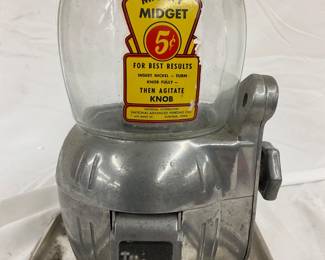 MIDGET
5¢
FOR BEST RESULTS
INSERT NICKEL – TURN
KNOB FULLY –
THEN AGITATE
KNOB